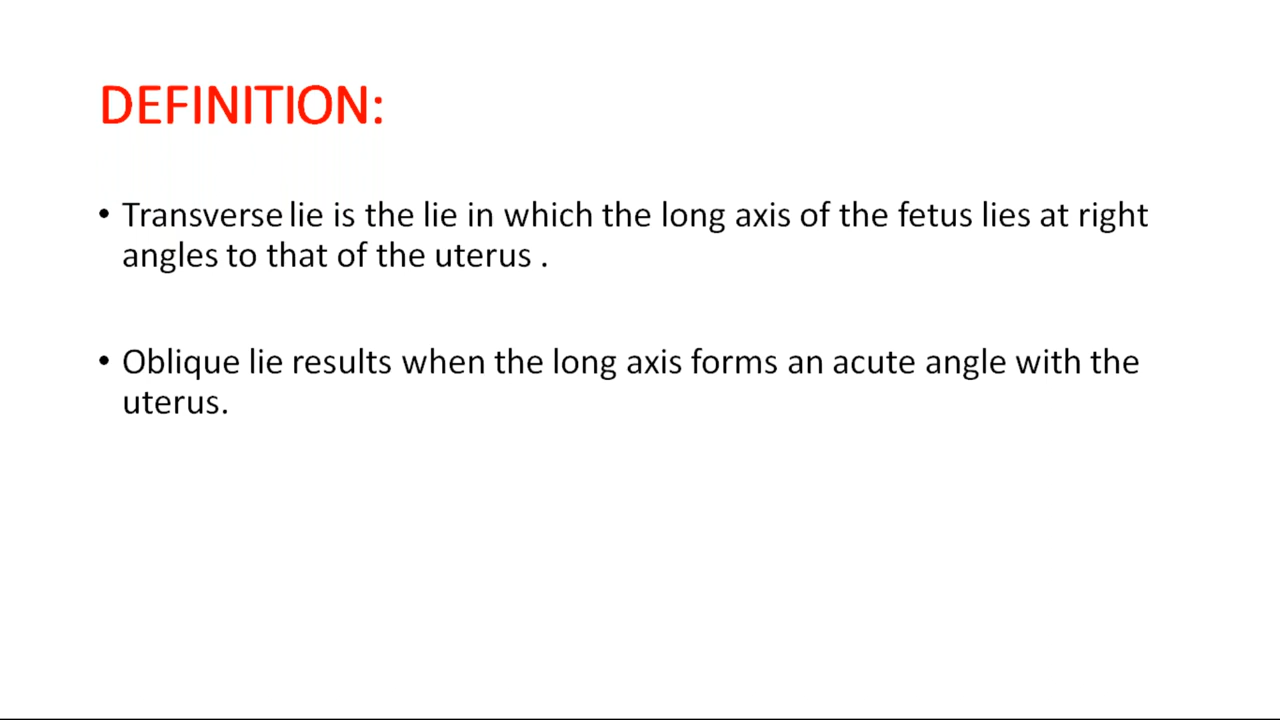 DEFINITION:
• Transverse lie is the lie in which the long axis of the fetus lies at right
angles to that of the uterus .
• Oblique lie results when the long axis forms an acute angle with the
uterus.